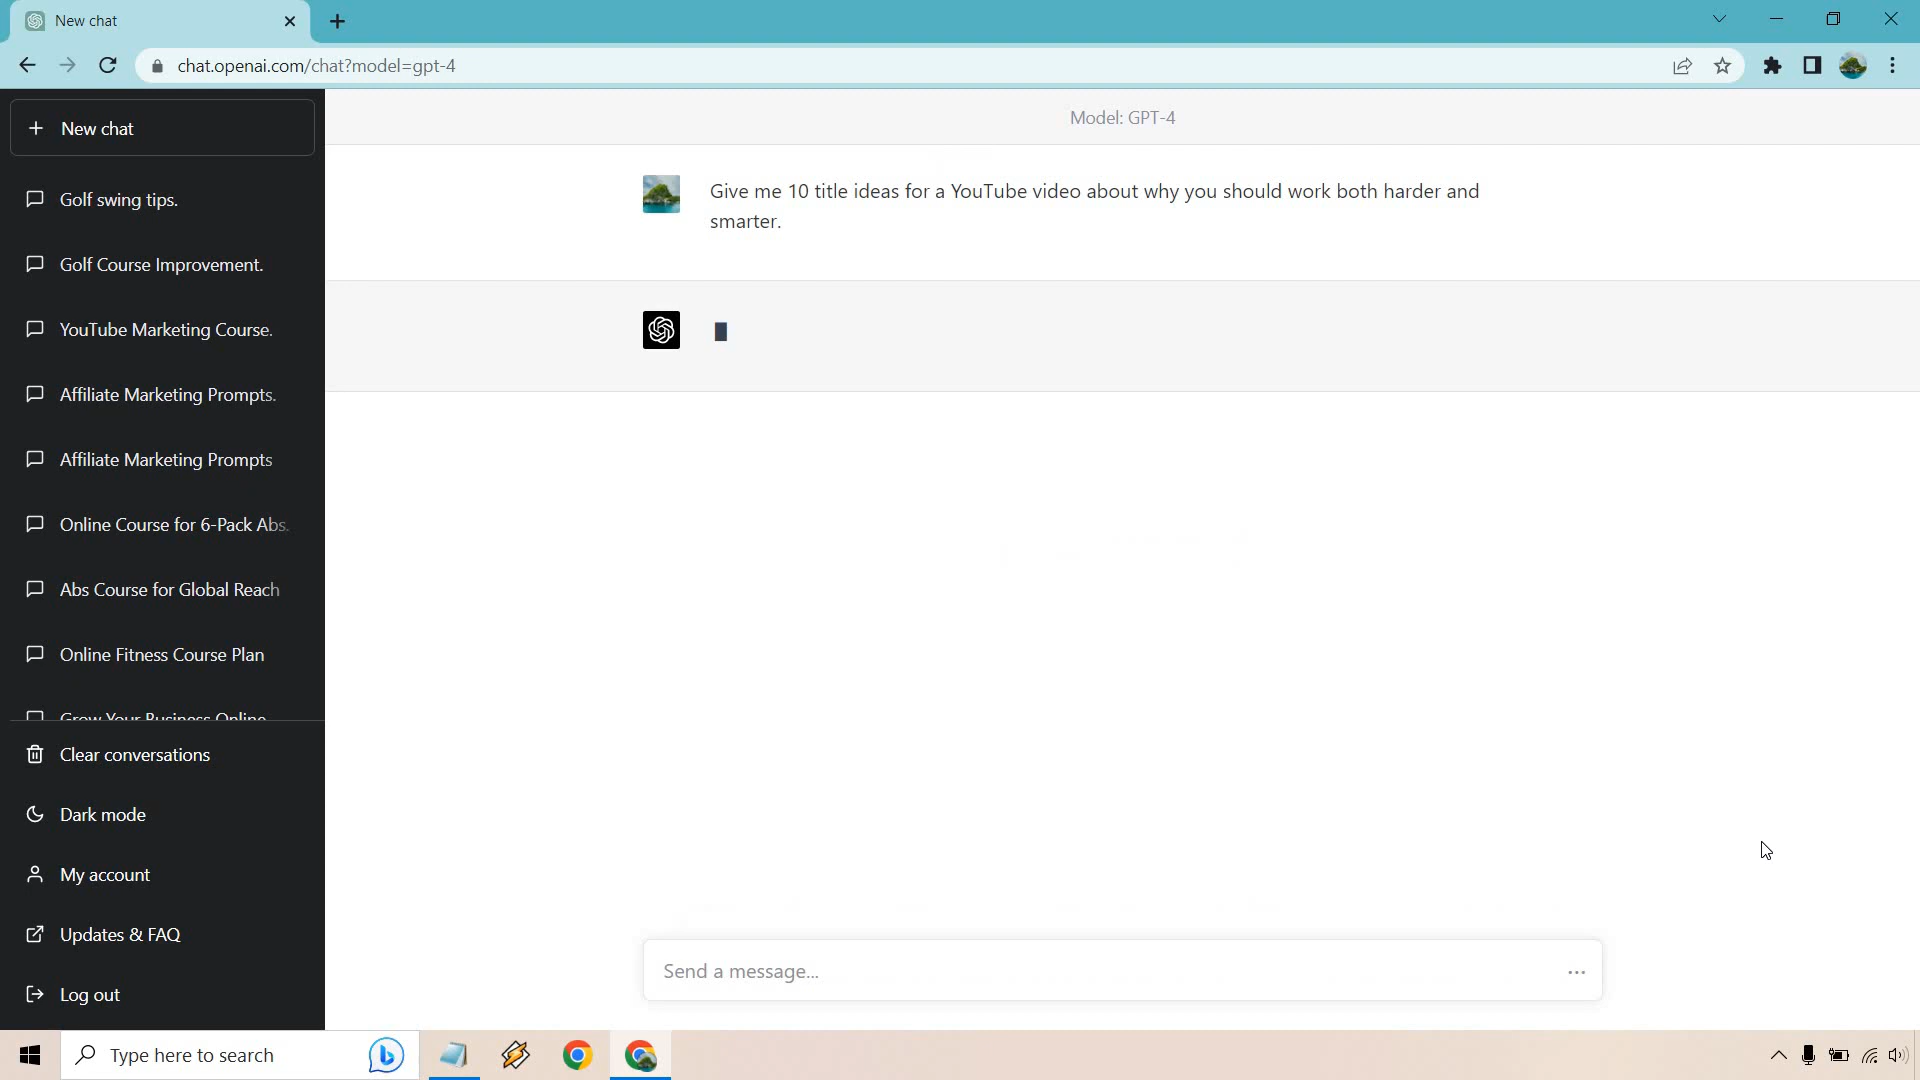 New chat
chat.openai.com/chat?model=gpt-4
New chat
Golf swing tips.
Golf Course Improvement.
YouTube Marketing Course.
Affiliate Marketing Prompts.
Affiliate Marketing Prompts
Online Course for 6-Pack Abs.
Abs Course for Global Reach
Online Fitness Course Plan
Grow Your Business Online
Clear conversations
Dark mode
My account
Updates & FAQ
Log out
Model: GPT-4
Give me 10 title ideas for a YouTube video about why you should work both harder and
smarter.
Send a message...
Type here to search